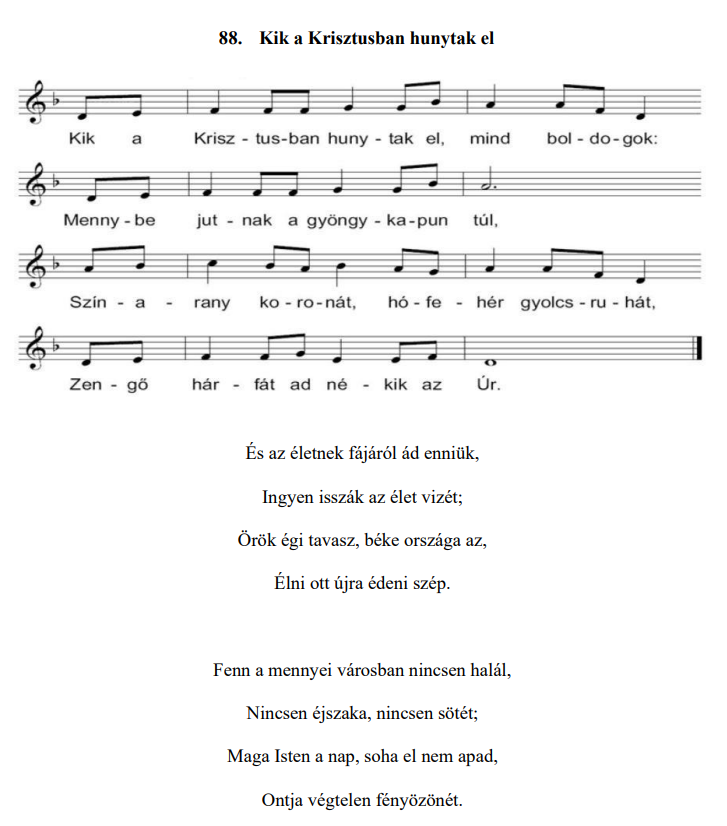 88. Kik a Krisztusban hunytak el
Kik a Krisz - tus-ban huny - tak el, mind bol - do - gok:
Menny - be jut - nak a gyöngy - ka - pun túl,
Szín - a - rany ko - ro - nát, hó - fe - hér gyolcs - ru - hát,
Zen - gő hár - fát ad né - kik az Úr.
És az életnek fájáról ád enniük,
Ingyen isszák az élet vizét;
Örök égi tavasz, béke országa az,
Élni ott újra édeni szép.
Fenn a mennyei városban nincsen halál,
Nincsen éjszaka, nincsen sötét;
Maga Isten a nap, soha el nem apad,
Ontja végtelen fényözönét.